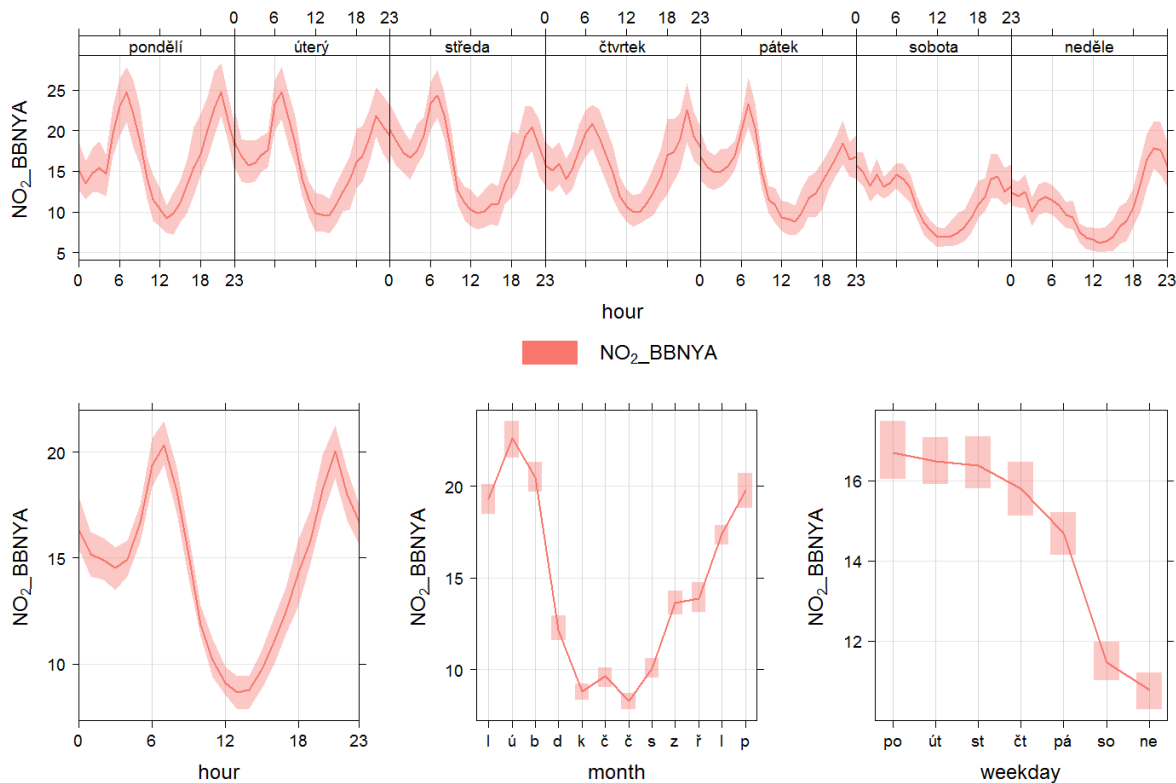 0 6 12 18 23 0 6 12 18 23 0 6 12 18 23
pondělí úterý středa čtvrtek pátek sobota neděle
25
20
15
10
5
NO₂_BBNYA
0 6 12 18 23 0 6 12 18 23 0 6 12 18 23 0 6 12 18 23
hour
NO₂_BBNYA
20
15
10
NO₂_BBNYA
0 6 12 18 23
hour
20
15
10
NO₂_BBNYA
l ú b d k č č s z ř l p
month
16
14
12
NO₂_BBNYA
po út st čt pá so ne
weekday